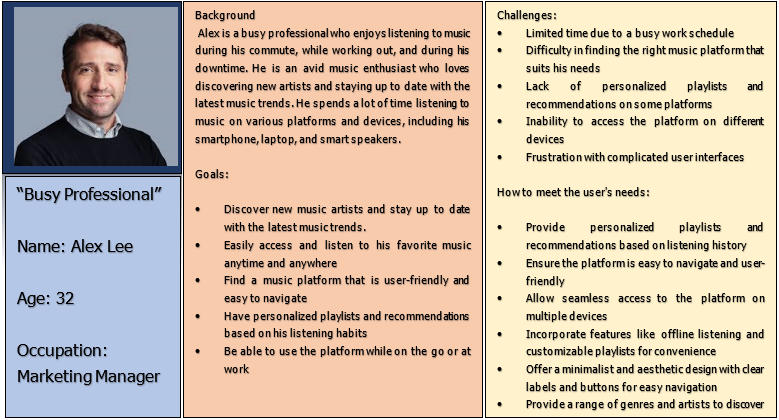 “Busy Professional”
Name: Alex Lee
Age: 32
Occupation:
Marketing Manager
Background
Alex is a busy professional who enjoys listening to music
during his commute, while working out, and during his
downtime. He is an avid music enthusiast who loves
discovering new artists and staying up to date with the
latest music trends. He spends a lot of time listening to
music on various platforms and devices, including his
smartphone, laptop, and smart speakers.
Goals:
• Discover new music artists and stay up to date
with the latest music trends.
• Easily access and listen to his favorite music
anytime and anywhere
• Find a music platform that is user-friendly and
easy to navigate
• Have personalized playlists and recommendations
based on his listening habits
• Be able to use the platform while on the go or at
work
Challenges:
• Limited time due to a busy work schedule
• Difficulty in finding the right music platform that
suits his needs
• Lack of personalized playlists and
recommendations on some platforms
• Inability to access the platform on different
devices
• Frustration with complicated user interfaces
How to meet the user's needs:
• Provide personalized playlists and
recommendations based on listening history
• Ensure the platform is easy to navigate and user-
friendly
• Allow seamless access to the platform on
multiple devices
• Incorporate features like offline listening and
customizable playlists for convenience
• Offer a minimalist and aesthetic design with clear
labels and buttons for easy navigation
• Provide a range of genres and artists to discover